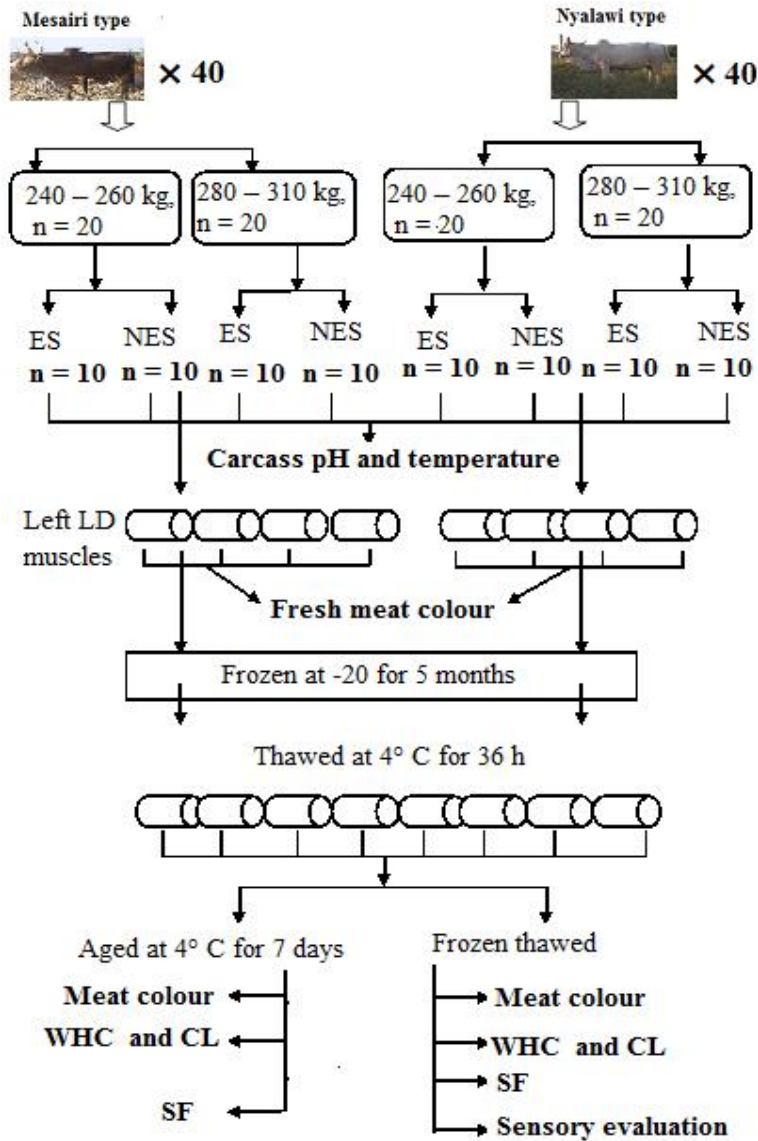 Mesairi type
Nyalawi type
× 40
× 40
240 – 260 kg,
n = 20
280 – 310 kg,
n = 20
240 – 260 kg,
n = 20
280 – 310 kg,
n = 20
ES
n = 10
NES
n = 10
ES
n = 10
NES
n = 10
ES
n = 10
NES
n = 10
ES
n = 10
NES
n = 10
Carcass pH and temperature
Left LD
muscles
Fresh meat colour
Frozen at -20 for 5 months
Thawed at 4° C for 36 h
Aged at 4° C for 7 days
Meat colour
WHC and CL
SF
Frozen thawed
Meat colour
WHC and CL
SF
Sensory evaluation